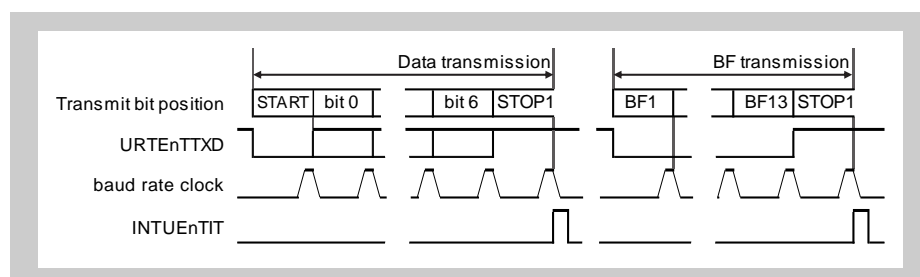 Data transmission BF transmission
Transmit bit position START bit 0 bit 6 STOP1 BF1 BF13 STOP1
URTEnTTXD
baud rate clock
INTUEnTIT